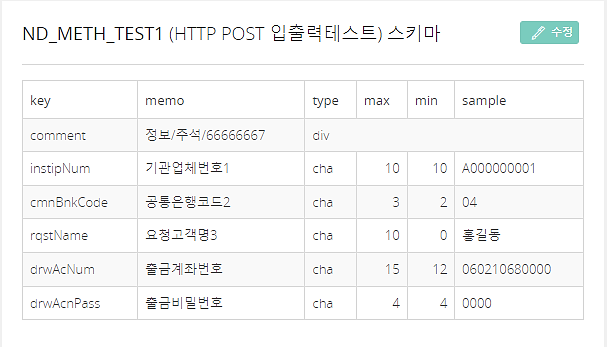 ND_METH_TEST1 (HTTP POST 입출력테스트) 스키마
수정
key memo type max min sample
comment 정보/주석/66666667 div
instipNum 기관업체번호1 cha 10 10 A000000001
cmnBnkCode 공통은행코드2 cha 3 2 04
rqstName 요청고객명3 cha 10 0 홍길동
drwAcNum 출금계좌번호 cha 15 12 060210680000
drwAcnPass 출금비밀번호 cha 4 4 0000